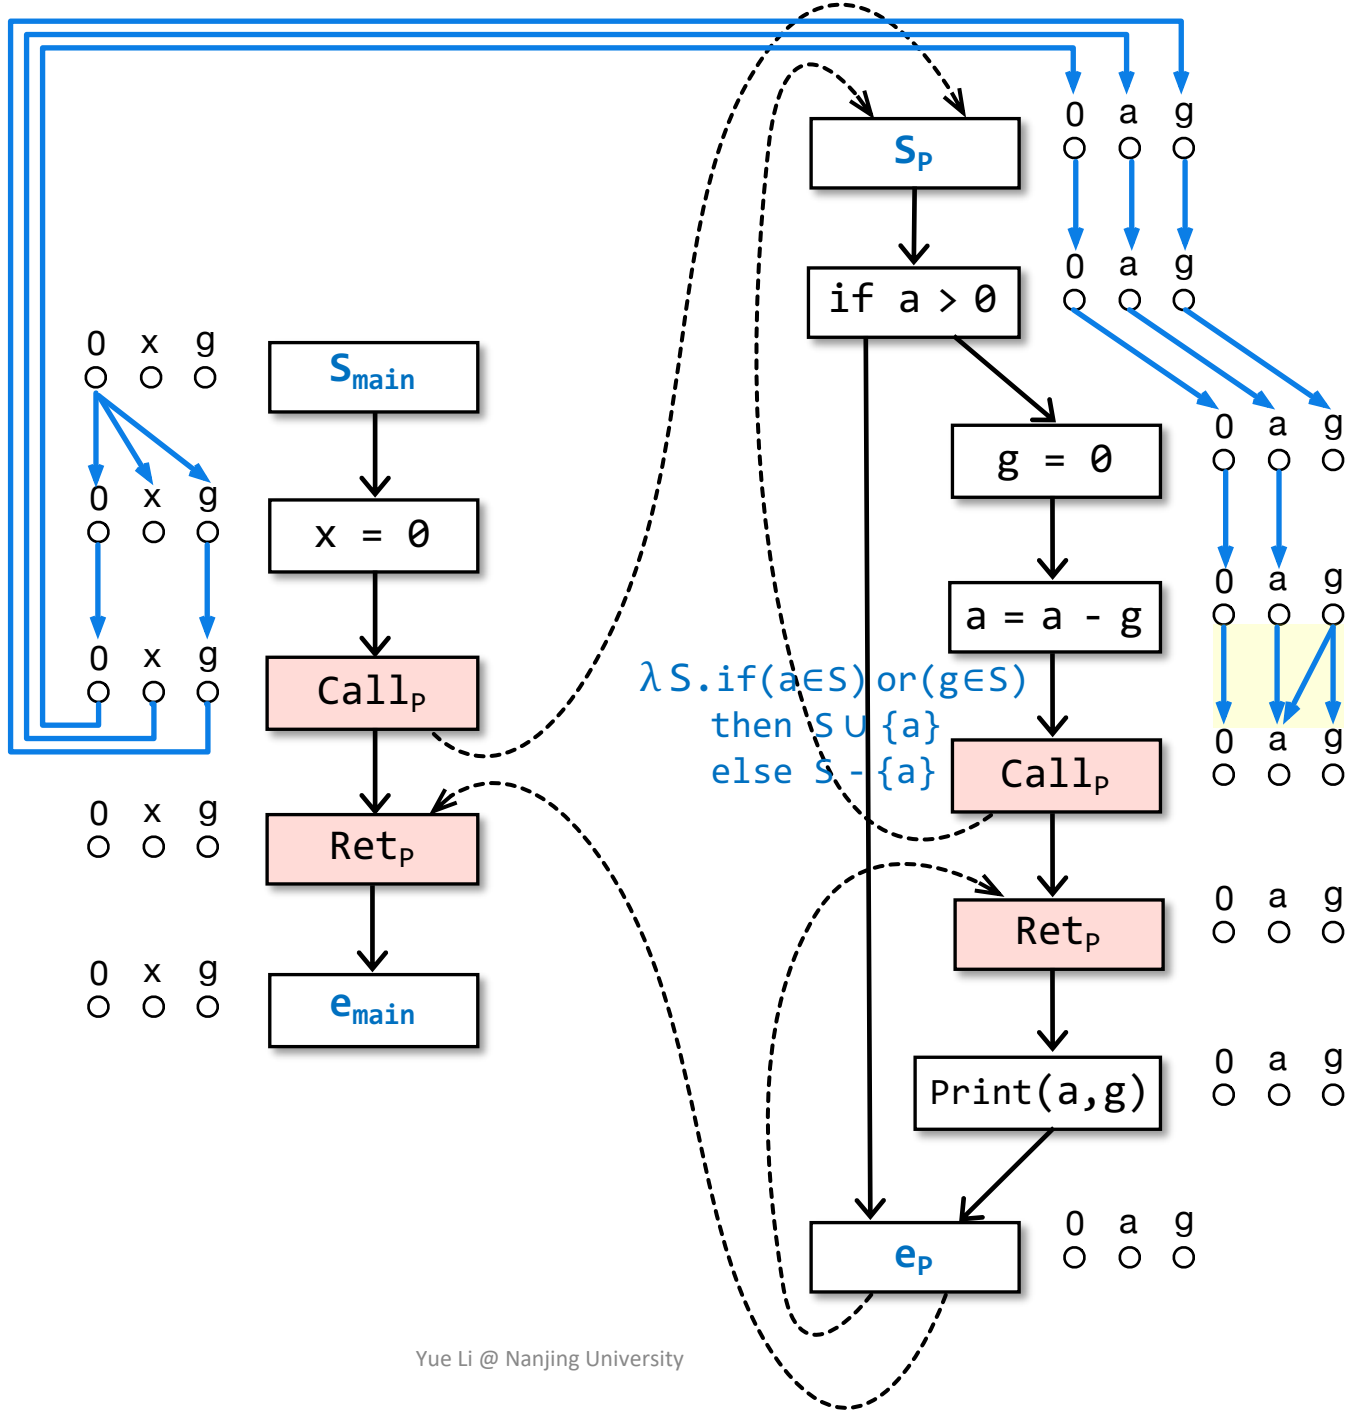 0 a g
S_P
0 a g
if a > 0
0 x g
S_main
0 a g
g = 0
0 x g
x = 0
0 a g
a = a - g
0 x g
Call_P
λS.if(a∈S)or(g∈S)
then S∪{a}
else S-{a}
0 a g
Call_P
0 x g
Ret_P
0 a g
Ret_P
0 x g
e_main
0 a g
Print(a,g)
0 a g
e_P
Yue Li @ Nanjing University